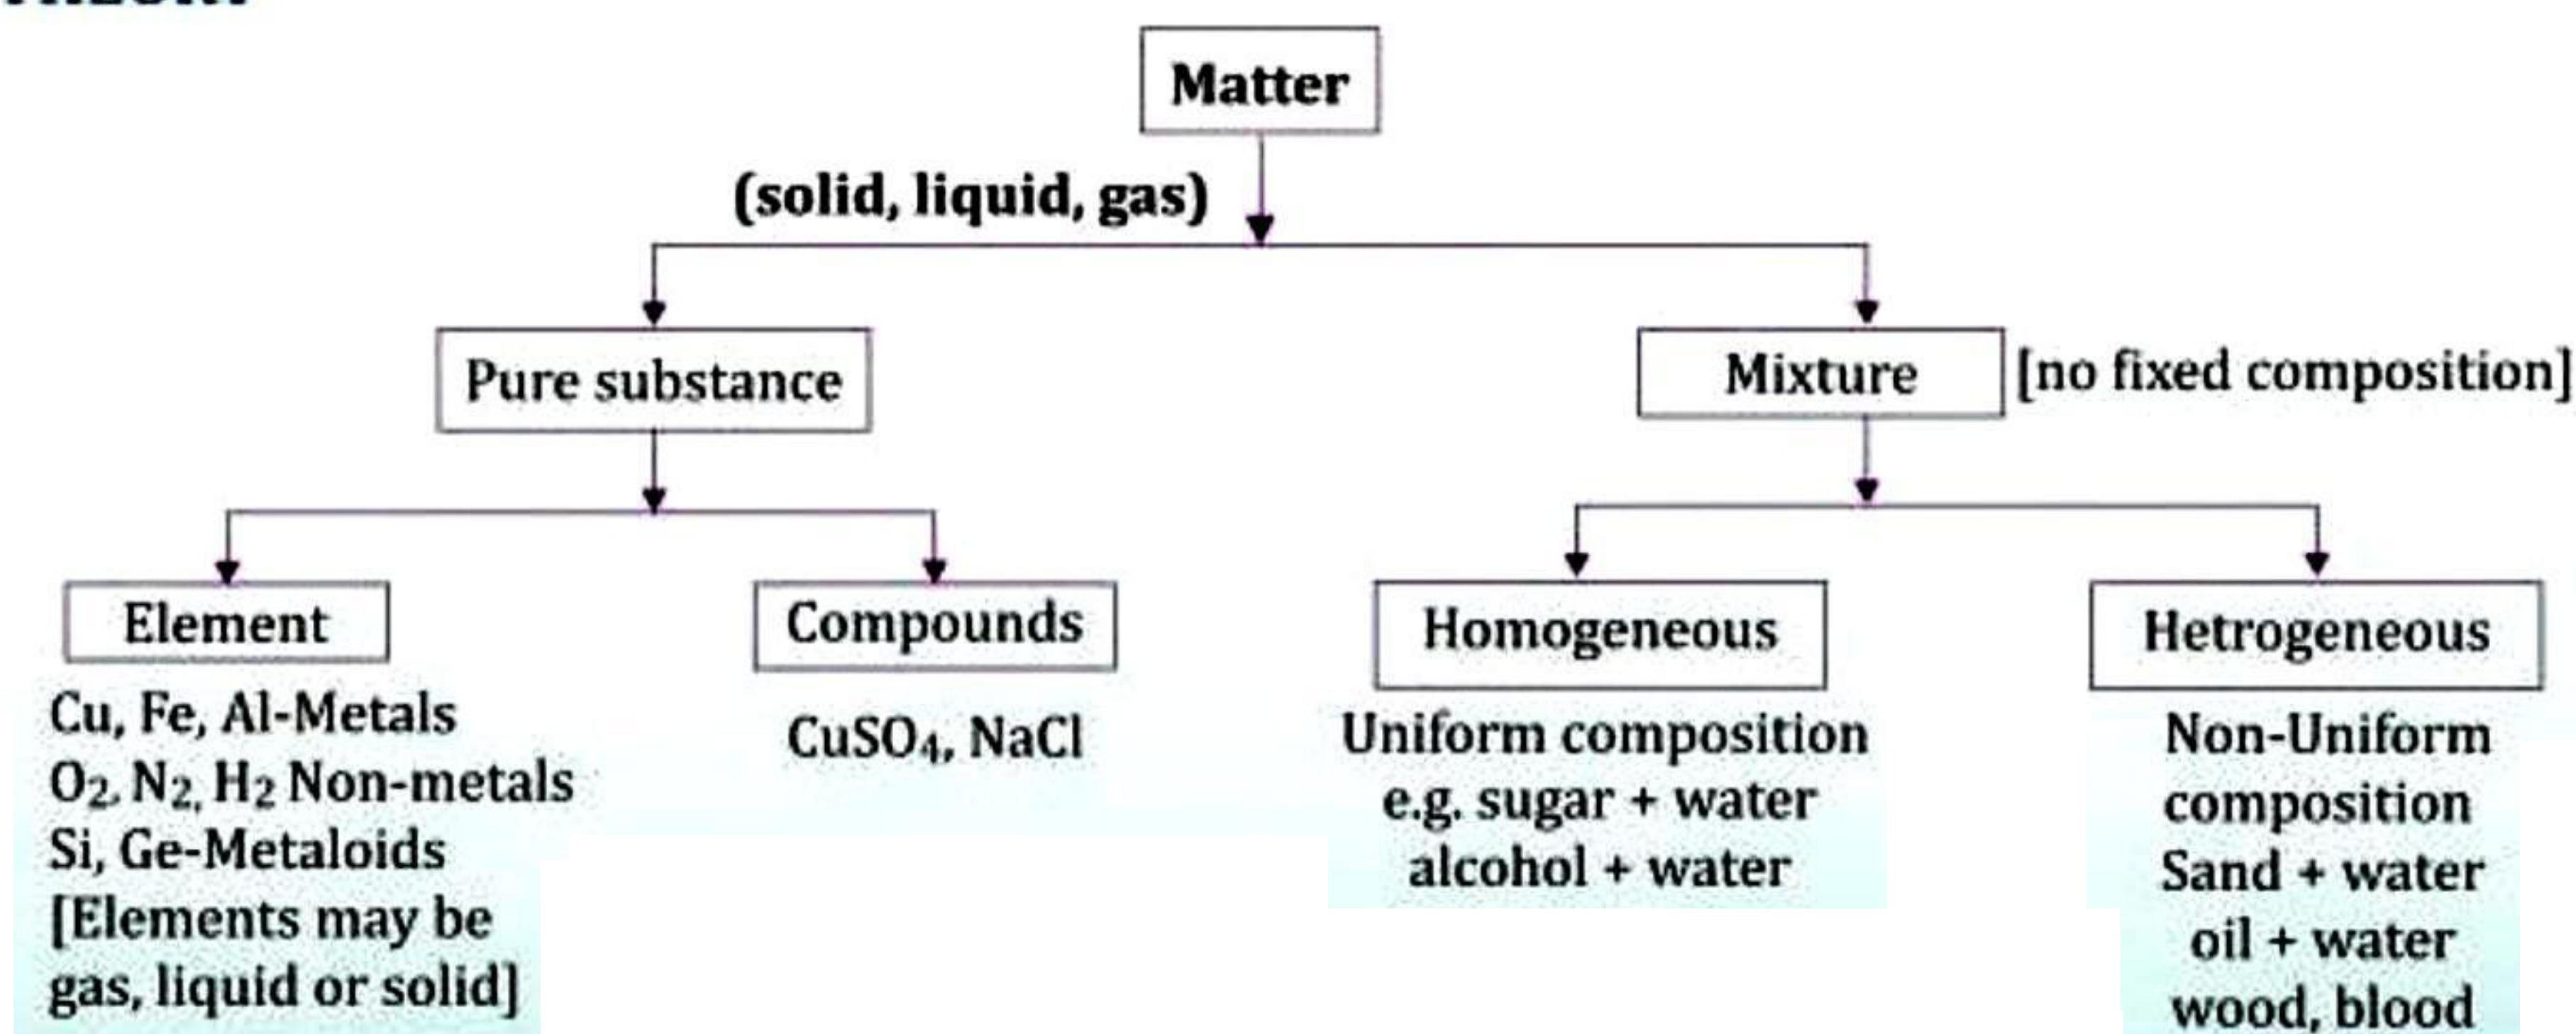 Matter
(solid, liquid, gas)
Pure substance
Mixture
[no fixed composition]
Element
Cu, Fe, Al-Metals
O₂, N₂, H₂ Non-metals
Si, Ge-Metaloids
[Elements may be
gas, liquid or solid]
Compounds
CuSO₄, NaCl
Homogeneous
Uniform composition
e.g. sugar + water
alcohol + water
Hetrogeneous
Non-Uniform
composition
Sand + water
oil + water
wood, blood